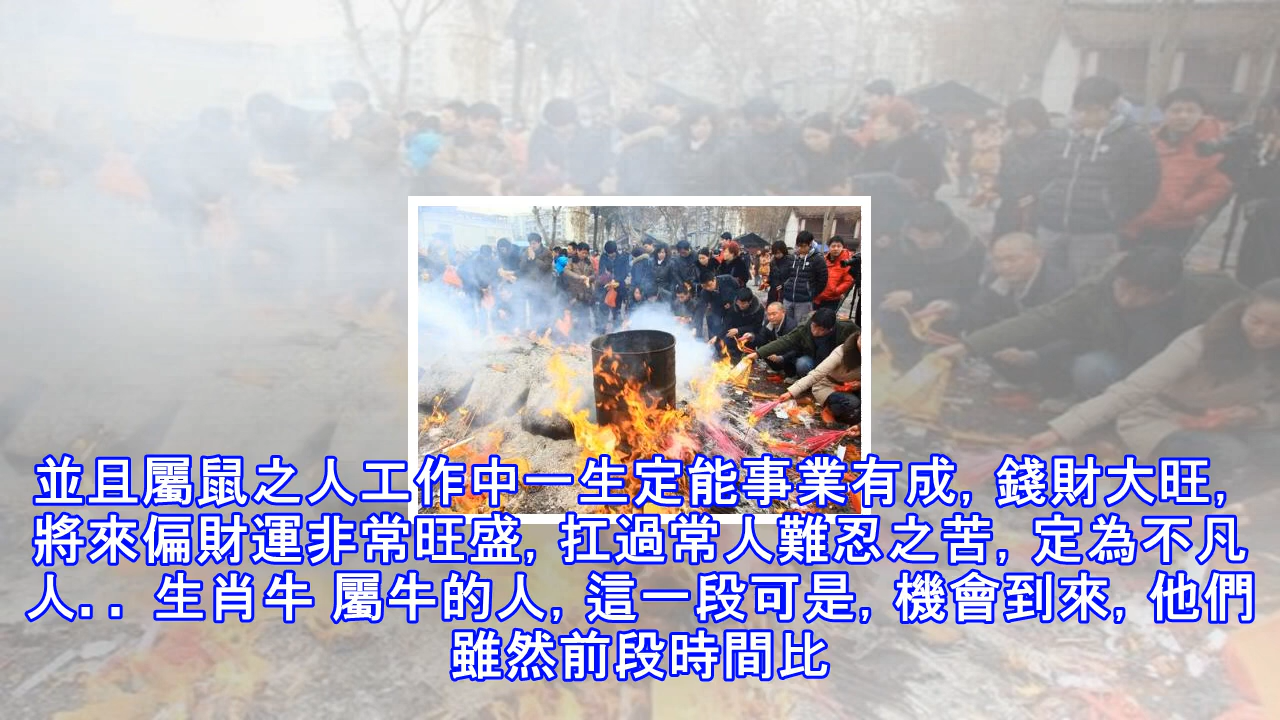 並且屬鼠之人工作中一生定能事業有成, 錢財大旺,
將來偏財運非常旺盛, 扛過常人難忍之苦, 定為不凡
人.. 生肖牛 屬牛的人, 這一段可是, 機會到來, 他們
雖然前段時間比